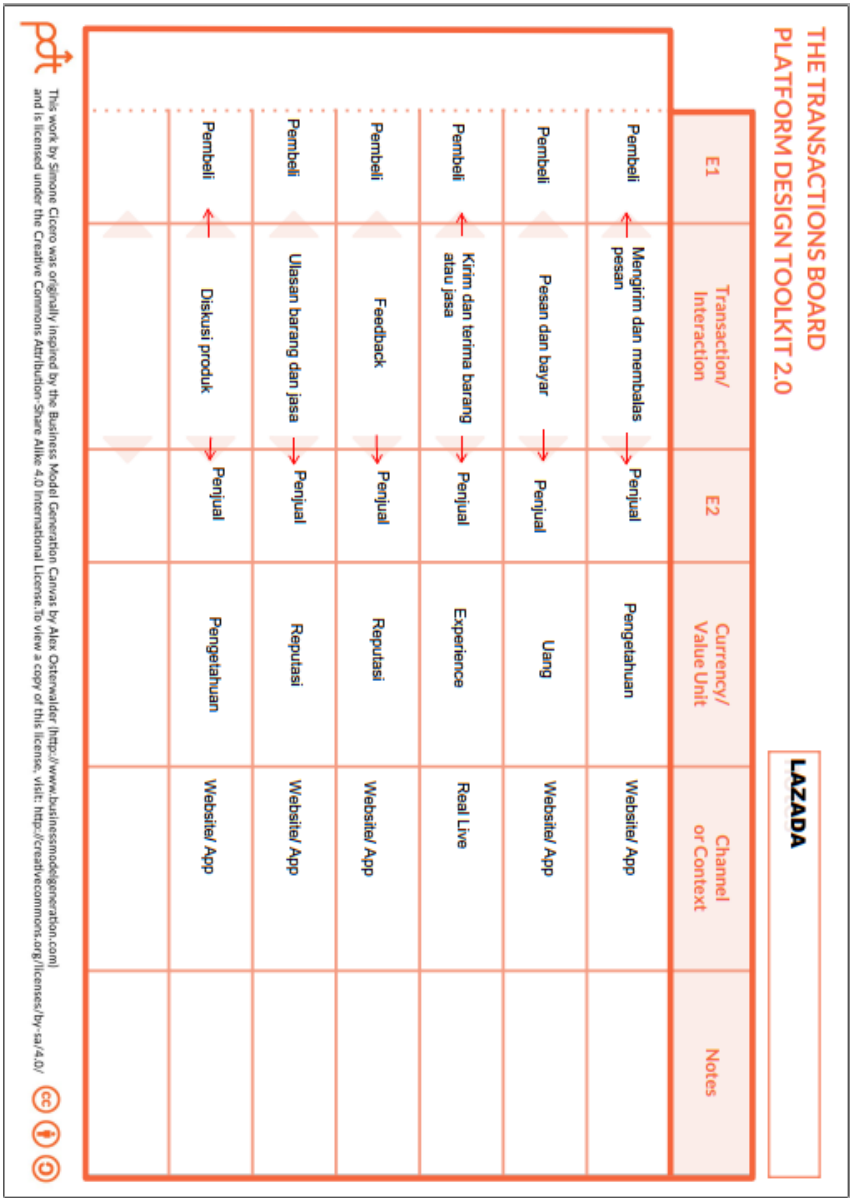 THE TRANSACTIONS BOARD
PLATFORM DESIGN TOOLKIT 2.0
LAZADA
E1
Transaction/
Interaction
E2
Currency/
Value Unit
Channel
or Context
Notes
Pembeli
Mengirim dan membalas
pesan
Penjual
Pengetahuan
Website/ App
Pembeli
Pesan dan bayar
Penjual
Uang
Website/ App
Pembeli
Kirim dan terima barang
atau jasa
Penjual
Experience
Real Live
Pembeli
Feedback
Penjual
Reputasi
Website/ App
Pembeli
Ulasan barang dan jasa
Penjual
Reputasi
Website/ App
Pembeli
Diskusi produk
Penjual
Pengetahuan
Website/ App
pdt
This work by Simone Cicero was originally inspired by the Business Model Generation Canvas by Alex Osterwalder (http://www.businessmodelgeneration.com)
and is licensed under the Creative Commons Attribution-Share Alike 4.0 International License.To view a copy of this license, visit: http://creativecommons.org/licenses/by-sa/4.0/
cc